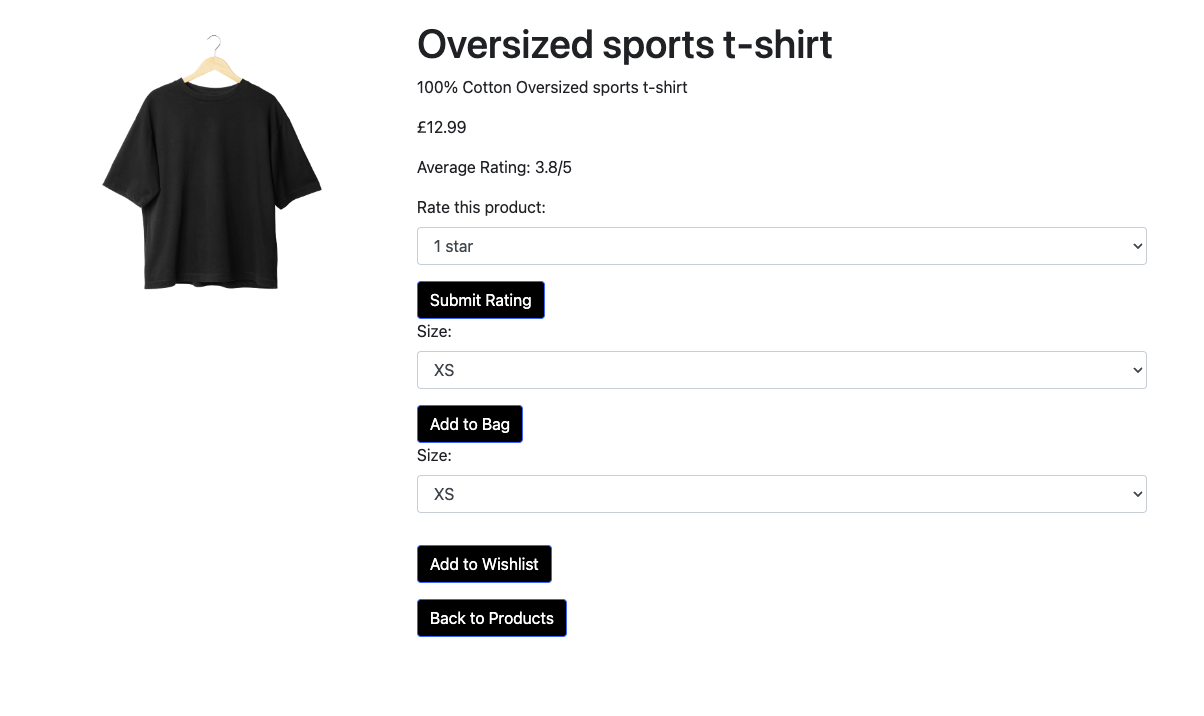 Oversized sports t-shirt
100% Cotton Oversized sports t-shirt
£12.99
Average Rating: 3.8/5
Rate this product:
1 star
Submit Rating
Size:
XS
Add to Bag
Size:
XS
Add to Wishlist
Back to Products